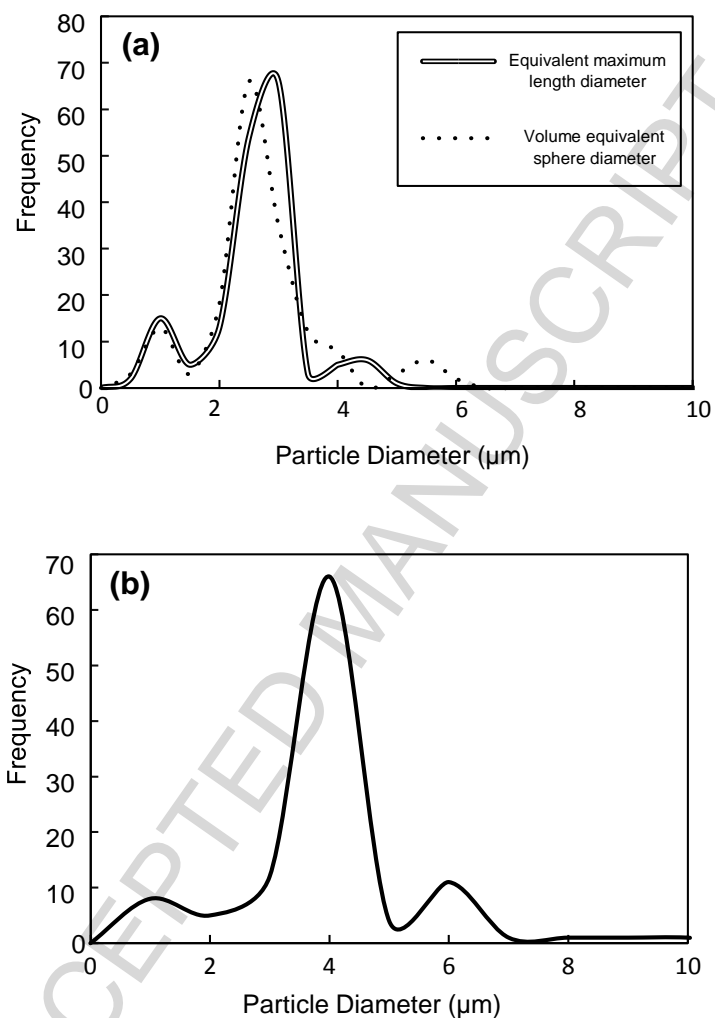 (a)
80
70
60
50
40
30
20
10
0
Frequency
Equivalent maximum
length diameter
Volume equivalent
sphere diameter
0 2 4 6 8 10
Particle Diameter (µm)
(b)
70
60
50
40
30
20
10
0
Frequency
0 2 4 6 8 10
Particle Diameter (µm)
CEPTED MANUSCRIPT